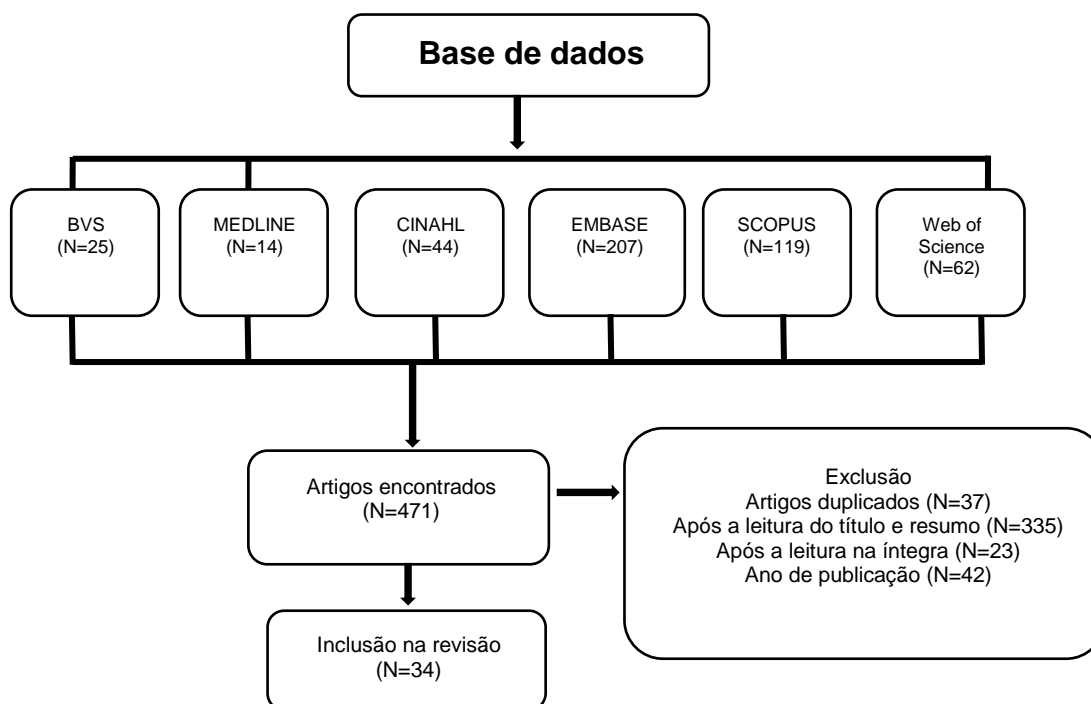 Base de dados
BVS
(N=25)
MEDLINE
(N=14)
CINAHL
(N=44)
EMBASE
(N=207)
SCOPUS
(N=119)
Web of
Science
(N=62)
Artigos encontrados
(N=471)
Exclusão
Artigos duplicados (N=37)
Após a leitura do título e resumo (N=335)
Após a leitura na íntegra (N=23)
Ano de publicação (N=42)
Inclusão na revisão
(N=34)